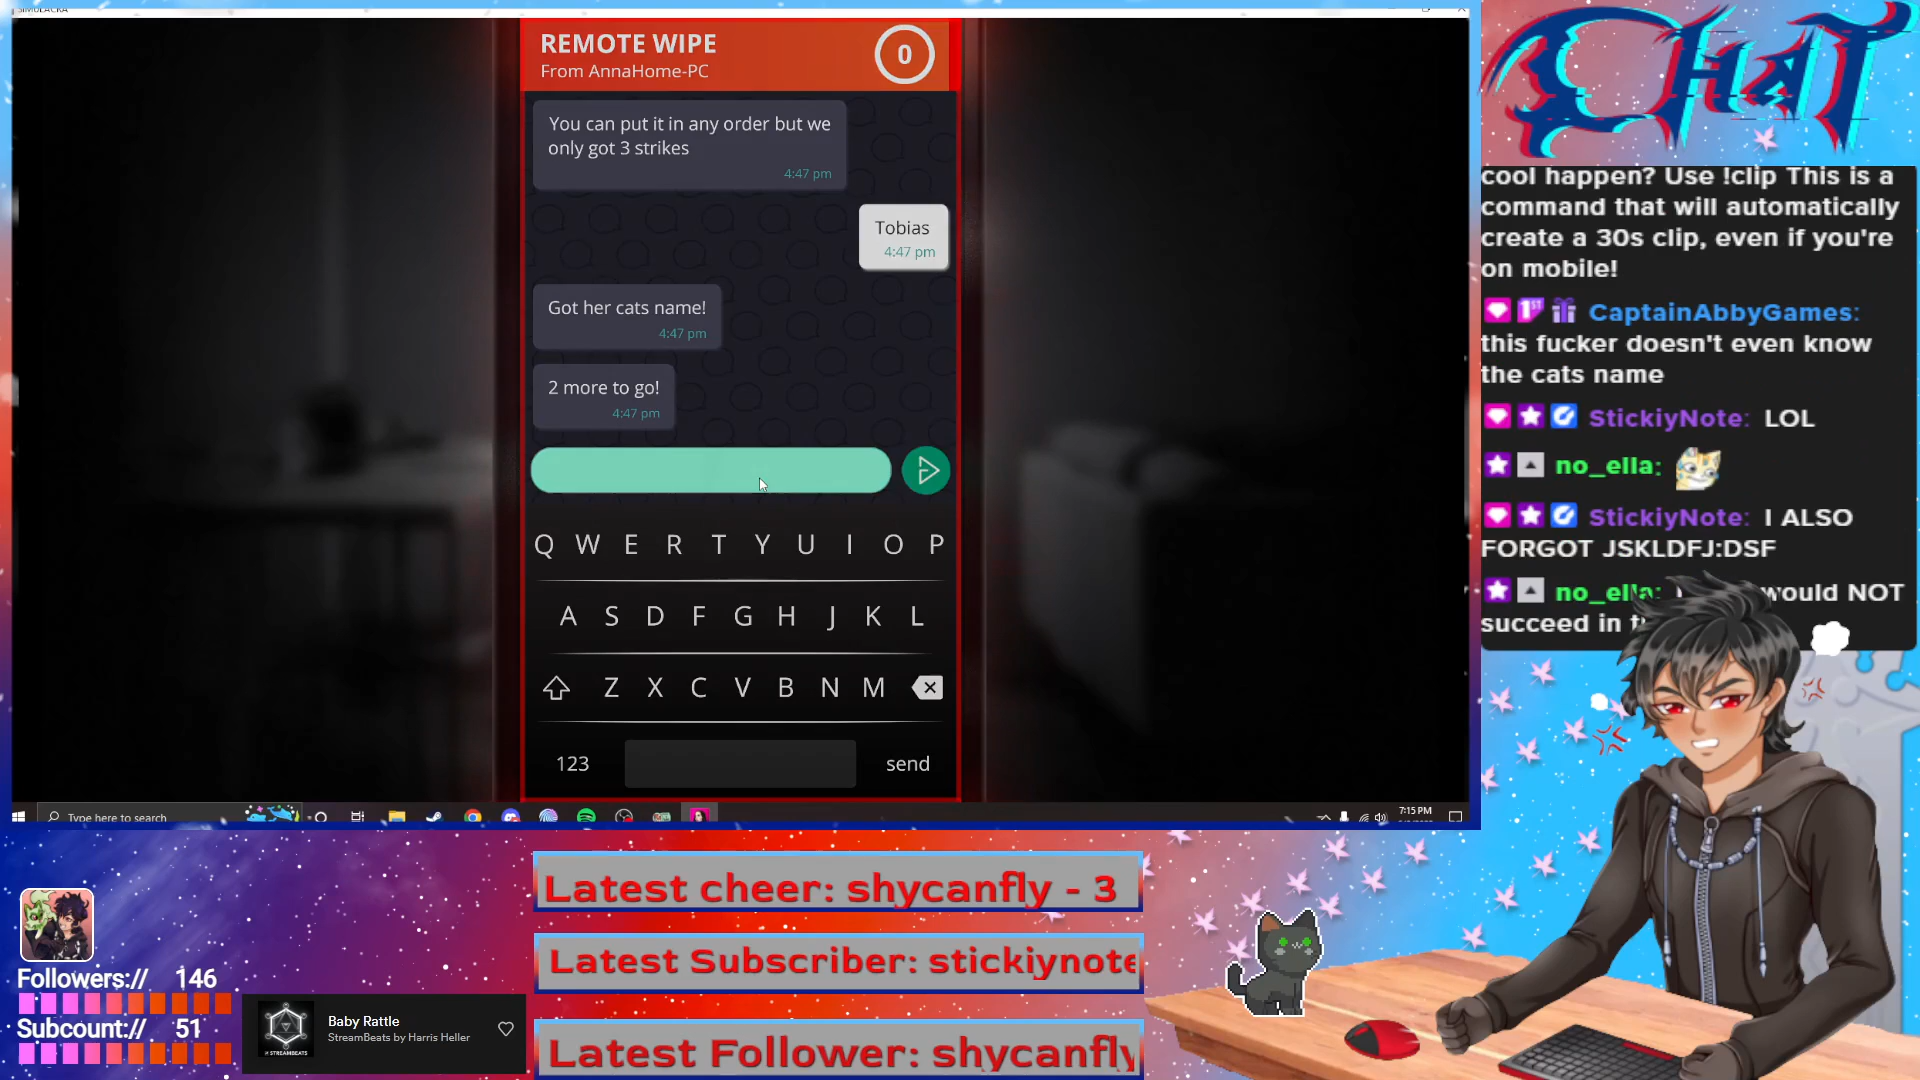 SIMULACRA
REMOTE WIPE
From AnnaHome-PC
0
You can put it in any order but we
only got 3 strikes
4:47 pm
Tobias
4:47 pm
Got her cats name!
4:47 pm
2 more to go!
4:47 pm
Q W E R T Y U I O P
A S D F G H J K L
Z X C V B N M
123
send
Type here to search
7:15 PM
CHAT
cool happen? Use !clip This is a
command that will automatically
create a 30s clip, even if you're
on mobile!
CaptainAbbyGames:
this fucker doesn't even know
the cats name
StickiyNote: LOL
no_ella:
StickiyNote: I ALSO
FORGOT JSKLDFJ:DSF
no_ella: would NOT
succeed in
Latest cheer: shycanfly - 3
Latest Subscriber: stickiynote
Latest Follower: shycanfly
Followers:// 146
Subcount:// 51
Baby Rattle
StreamBeats by Harris Heller
STREAMBEATS